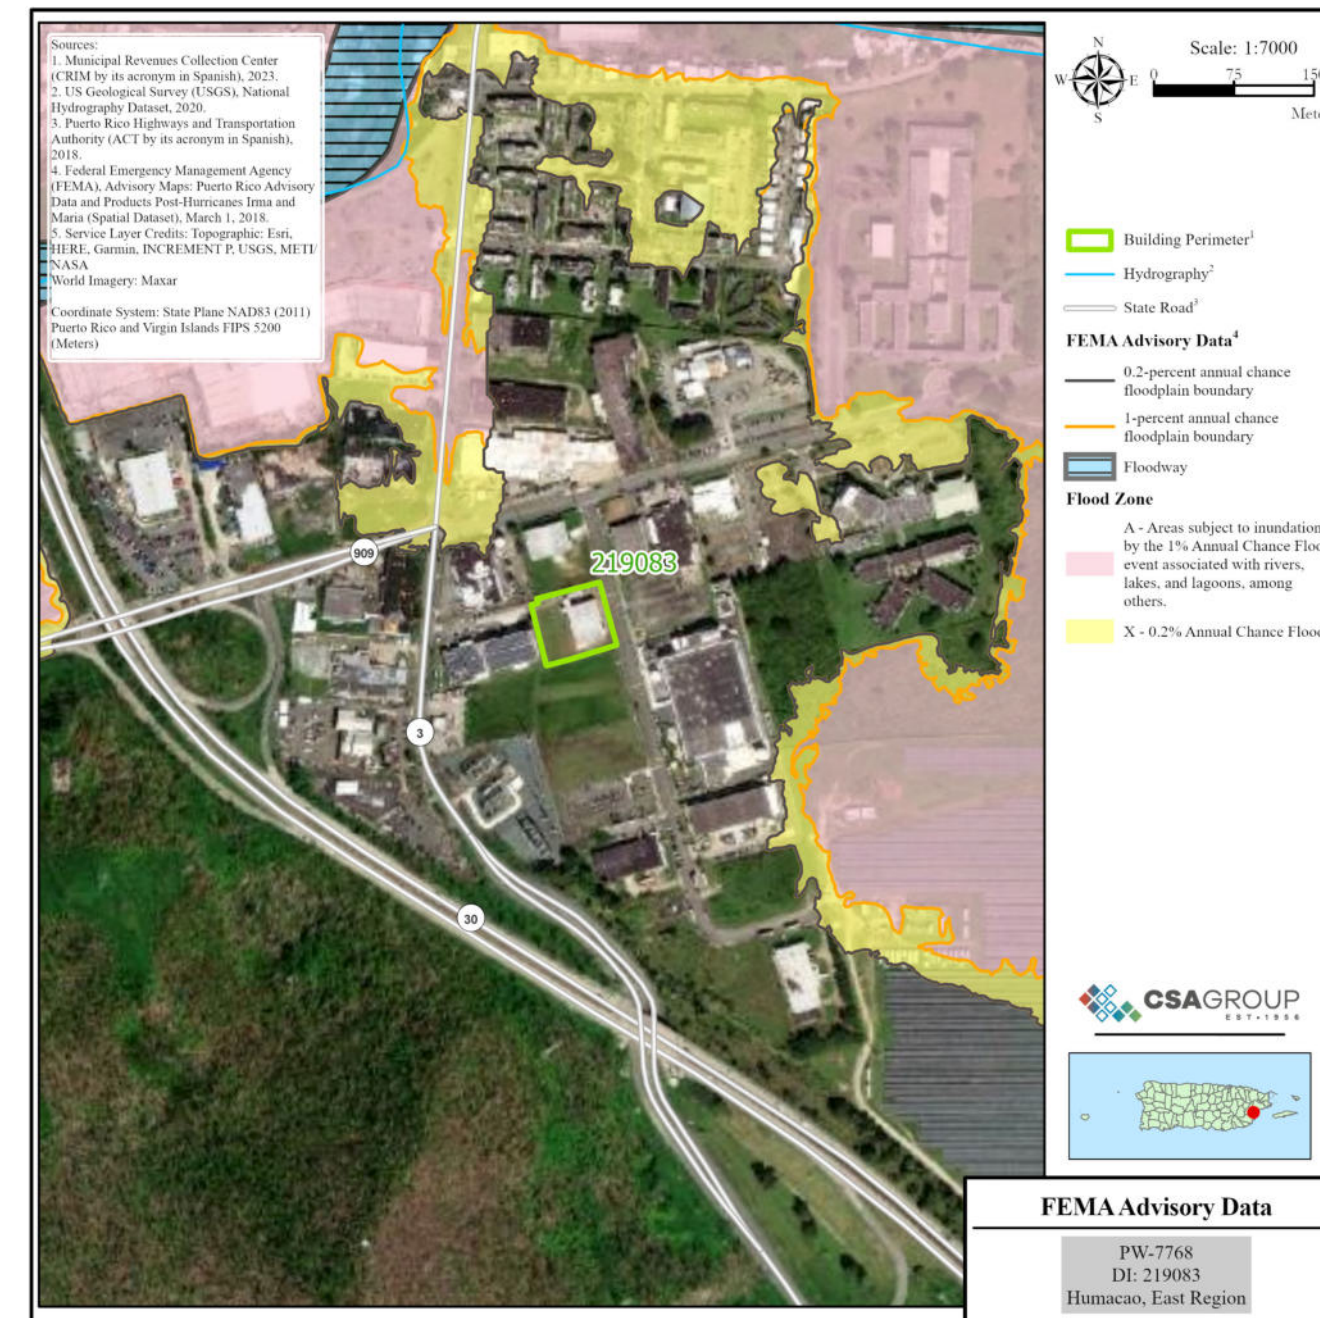 Sources:
1. Municipal Revenues Collection Center
(CRIM by its acronym in Spanish), 2023.
2. US Geological Survey (USGS), National
Hydrography Dataset, 2020.
3. Puerto Rico Highways and Transportation
Authority (ACT by its acronym in Spanish),
2018.
4. Federal Emergency Management Agency
(FEMA), Advisory Maps: Puerto Rico Advisory
Data and Products Post-Hurricanes Irma and
Maria (Spatial Dataset), March 1, 2018.
5. Service Layer Credits: Topographic: Esri,
HERE, Garmin, INCREMENT P, USGS, METI/
NASA
World Imagery: Maxar
Coordinate System: State Plane NAD83 (2011)
Puerto Rico and Virgin Islands FIPS 5200
(Meters)
909
219083
3
30
N
W E
S
Scale: 1:7000
0 75 150
Mete
Building Perimeter¹
Hydrography²
State Road³
FEMA Advisory Data⁴
0.2-percent annual chance
floodplain boundary
1-percent annual chance
floodplain boundary
Floodway
Flood Zone
A - Areas subject to inundation
by the 1% Annual Chance Floo
event associated with rivers,
lakes, and lagoons, among
others.
X - 0.2% Annual Chance Floo
CSAGROUP
EST•1956
FEMA Advisory Data
PW-7768
DI: 219083
Humacao, East Region